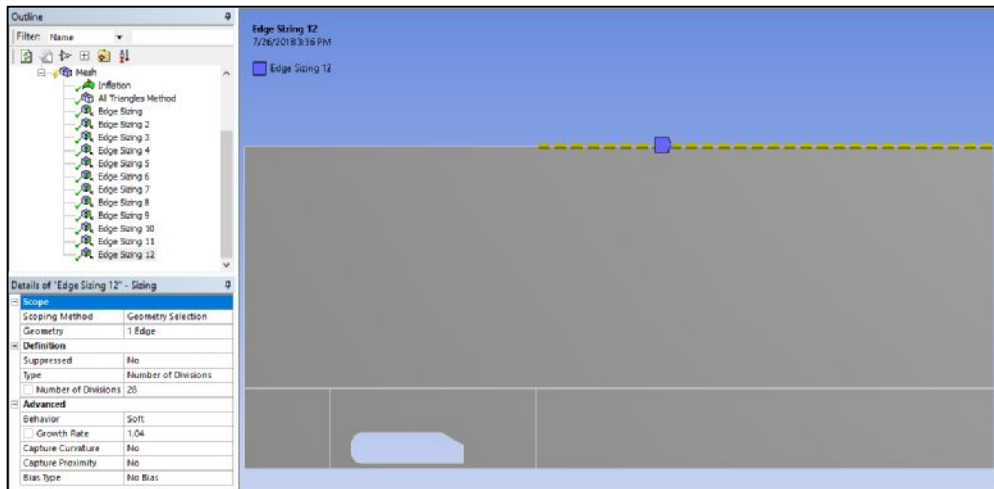 Outline
Filter: Name
Mesh
Inflation
All Triangles Method
Edge Sizing
Edge Sizing 2
Edge Sizing 3
Edge Sizing 4
Edge Sizing 5
Edge Sizing 6
Edge Sizing 7
Edge Sizing 8
Edge Sizing 9
Edge Sizing 10
Edge Sizing 11
Edge Sizing 12
Details of "Edge Sizing 12" - Sizing
Scope
Scoping Method Geometry Selection
Geometry 1 Edge
Definition
Suppressed No
Type Number of Divisions
Number of Divisions 28
Advanced
Behavior Soft
Growth Rate 1.04
Capture Curvature No
Capture Proximity No
Bias Type No Bias
Edge Sizing 12
7/26/2018 3:36 PM
Edge Sizing 12